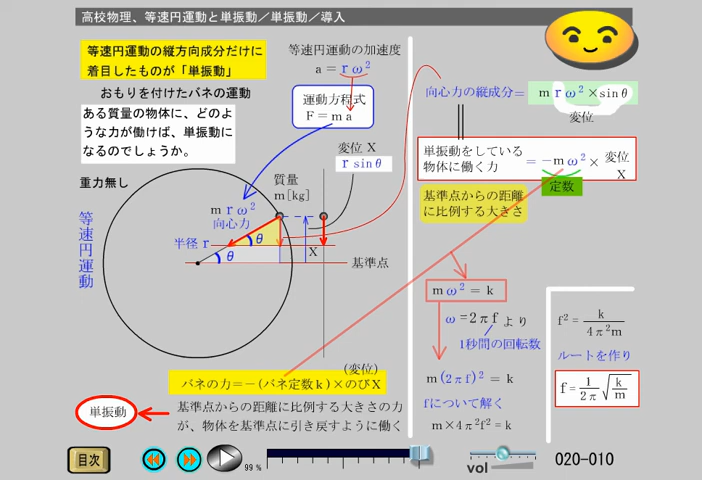 高校物理、等速円運動と単振動／単振動／導入
等速円運動の縦方向成分だけに
着目したものが「単振動」
おもりを付けたバネの運動
ある質量の物体に、どのよ
うな力が働けば、単振動に
なるのでしょうか。
重力無し
等速円運動
等速円運動の加速度
a = r ω²
運動方程式
F = m a
変位 X
r sin θ
質量
m [kg]
m r ω²
向心力
半径 r
θ
θ
X
基準点
(変位)
バネの力=－(バネ定数 k)×のび X
単振動
基準点からの距離に比例する大きさの力
が、物体を基準点に引き戻すように働く
向心力の縦成分= m r ω² × sin θ
変位
単振動をしている
物体に働く力
= －m ω² × 変位
X
定数
基準点からの距離
に比例する大きさ
m ω² = k
ω = 2 π f より
1秒間の回転数
m (2 π f )² = k
f について解く
m × 4 π² f² = k
f² = k / 4 π² m
ルートを作り
f = 1 / 2 π √ k / m
目次
99 %
vol
020-010